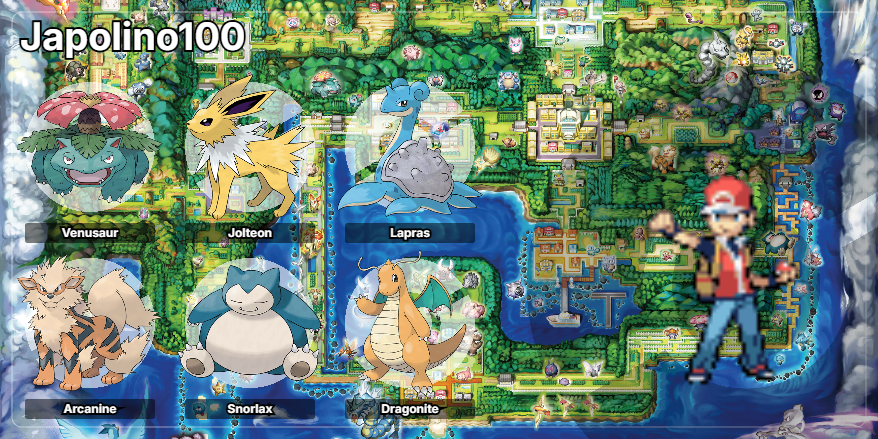 Japolino100
Venusaur
Jolteon
Lapras
Arcanine
Snorlax
Dragonite